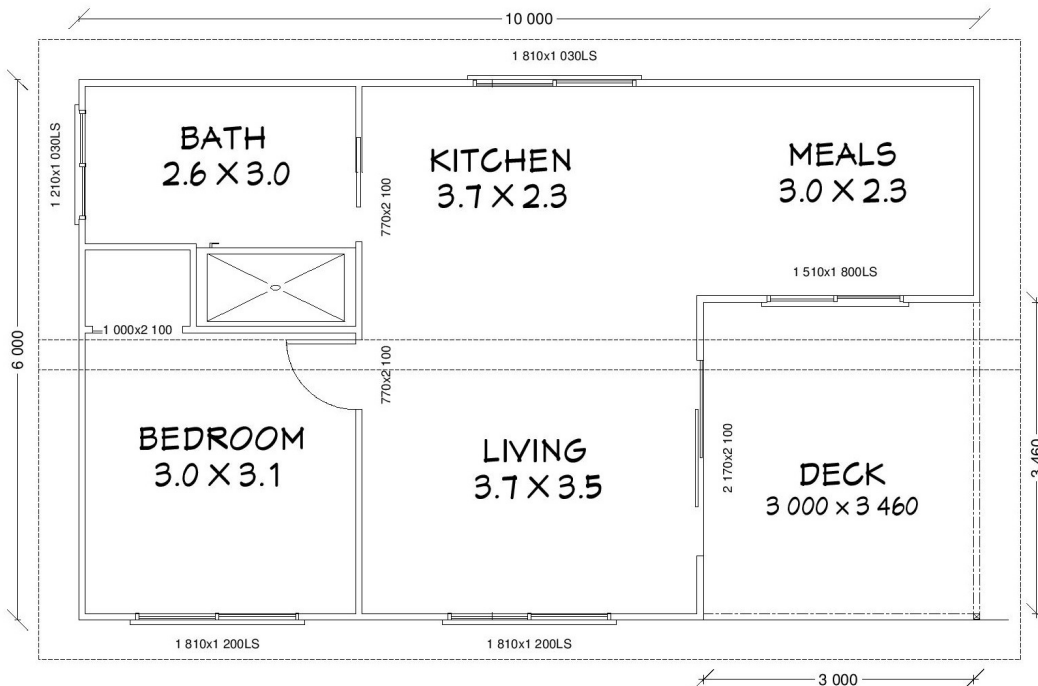 10 000
1 810x1 030LS
1 210x1 030LS
BATH
2.6 X 3.0
KITCHEN
3.7 X 2.3
MEALS
3.0 X 2.3
770x2 100
1 510x1 800LS
1 000x2 100
6 000
770x2 100
BEDROOM
3.0 X 3.1
LIVING
3.7 X 3.5
2 170x2 100
DECK
3 000 x 3 460
3 460
1 810x1 200LS
1 810x1 200LS
3 000